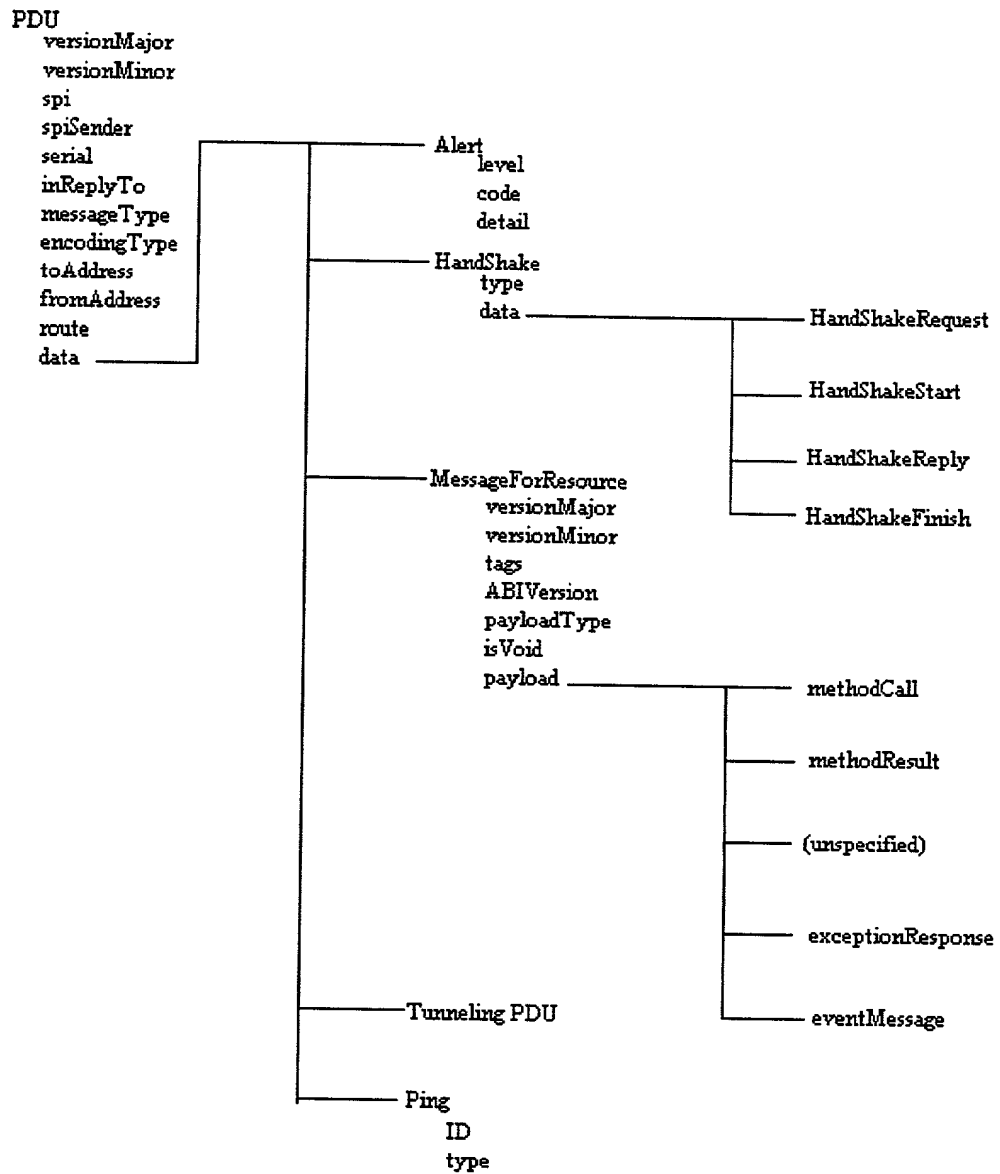 PDU
versionMajor
versionMinor
spi
spiSender
serial
inReplyTo
messageType
encodingType
toAddress
fromAddress
route
data
Alert
level
code
detail
HandShake
type
data
HandShakeRequest
HandShakeStart
HandShakeReply
HandShakeFinish
MessageForResource
versionMajor
versionMinor
tags
ABIVersion
payloadType
isVoid
payload
methodCall
methodResult
(unspecified)
exceptionResponse
eventMessage
Tunneling PDU
Ping
ID
type